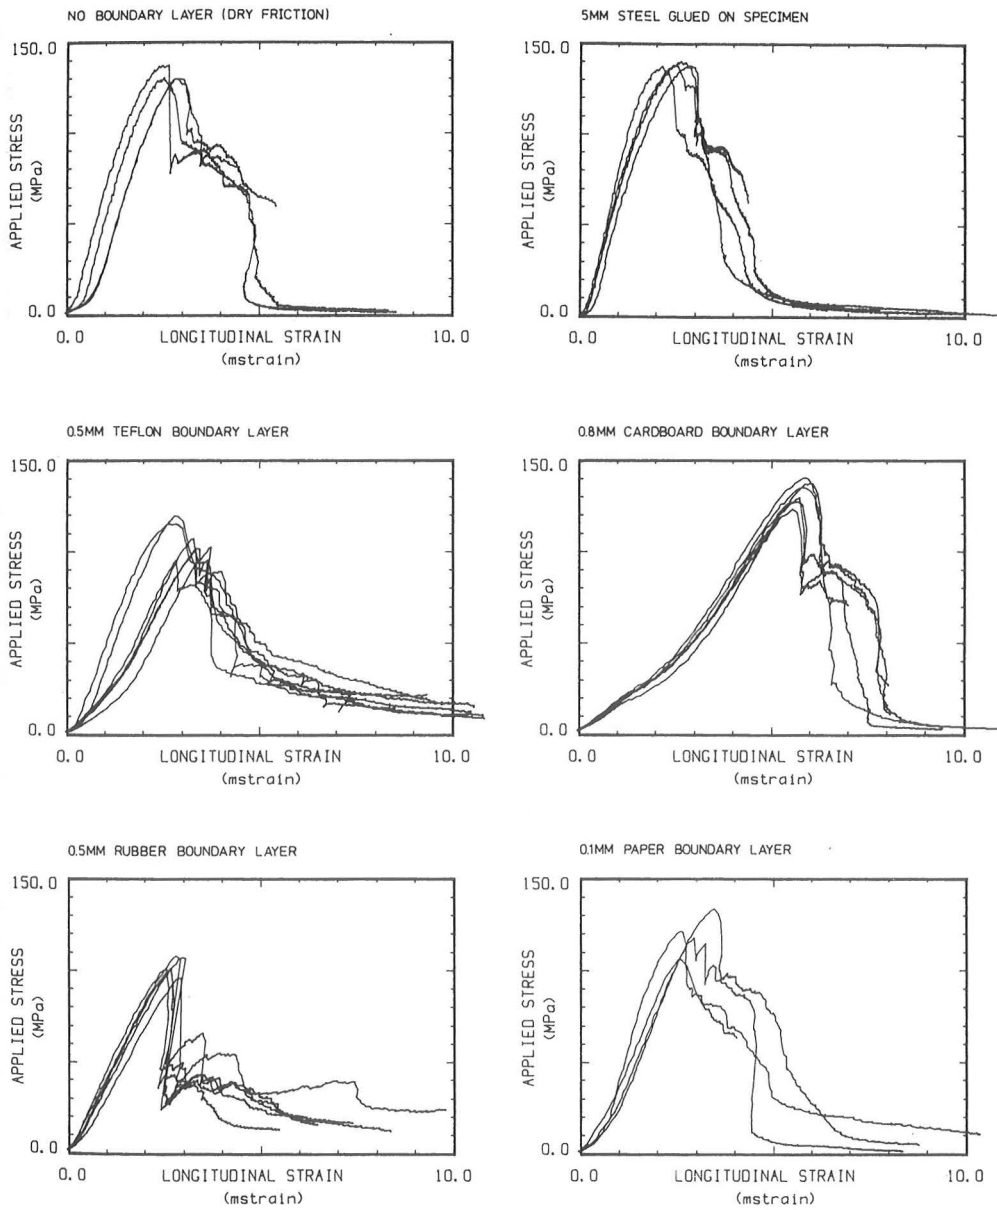 NO BOUNDARY LAYER (DRY FRICTION)
150.0
APPLIED STRESS
(MPa)
0.0
0.0
LONGITUDINAL STRAIN
10.0
(mstrain)
5MM STEEL GLUED ON SPECIMEN
150.0
APPLIED STRESS
(MPa)
0.0
0.0
LONGITUDINAL STRAIN
10.0
(mstrain)
0.5MM TEFLON BOUNDARY LAYER
150.0
APPLIED STRESS
(MPa)
0.0
0.0
LONGITUDINAL STRAIN
10.0
(mstrain)
0.8MM CARDBOARD BOUNDARY LAYER
150.0
APPLIED STRESS
(MPa)
0.0
0.0
LONGITUDINAL STRAIN
10.0
(mstrain)
0.5MM RUBBER BOUNDARY LAYER
150.0
APPLIED STRESS
(MPa)
0.0
0.0
LONGITUDINAL STRAIN
10.0
(mstrain)
0.1MM PAPER BOUNDARY LAYER
150.0
APPLIED STRESS
(MPa)
0.0
0.0
LONGITUDINAL STRAIN
10.0
(mstrain)